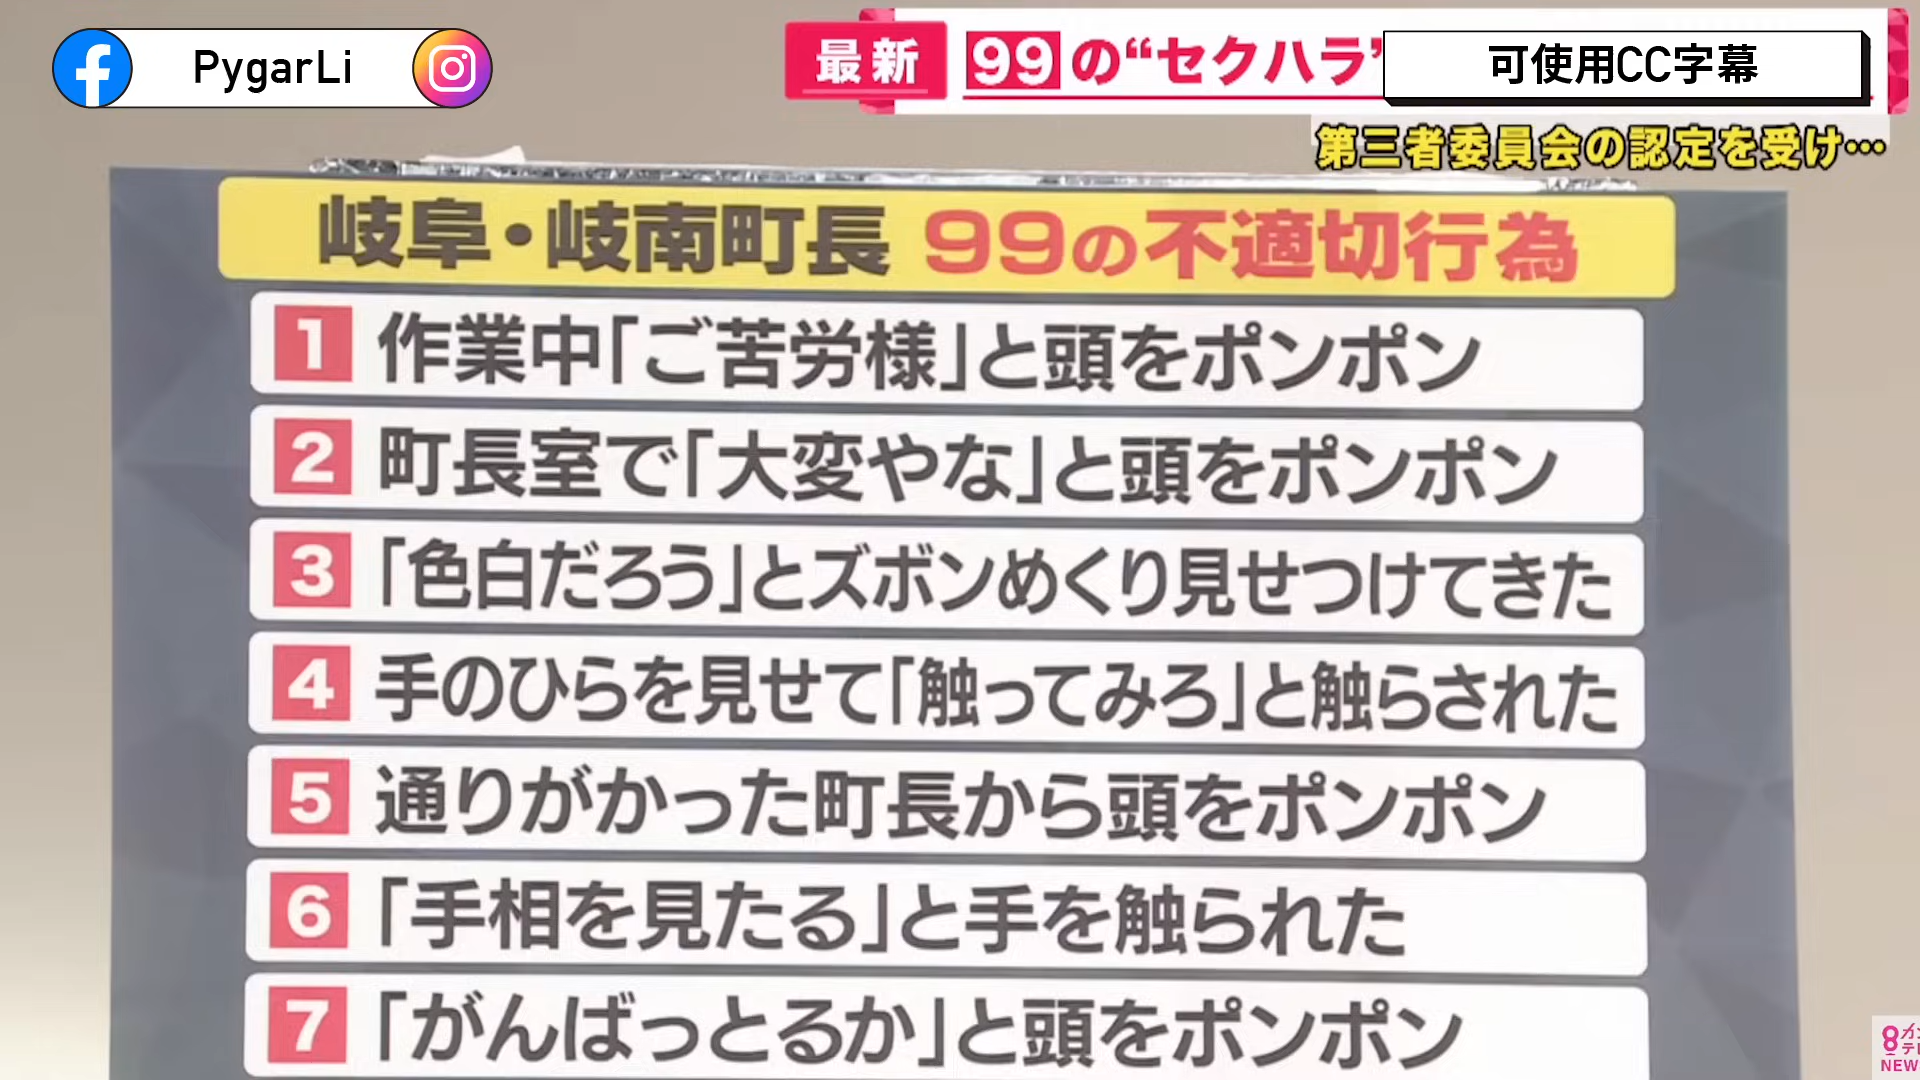 PygarLi
最新
99の“セクハラ”
可使用CC字幕
第三者委員会の認定を受け…
岐阜・岐南町長 99の不適切行為
1 作業中「ご苦労様」と頭をポンポン
2 町長室で「大変やな」と頭をポンポン
3 「色白だろう」とズボンめくり見せつけてきた
4 手のひらを見せて「触ってみろ」と触らされた
5 通りがかった町長から頭をポンポン
6 「手相を見たる」と手を触られた
7 「がんばっとるか」と頭をポンポン
8 カンテレ
NEWS